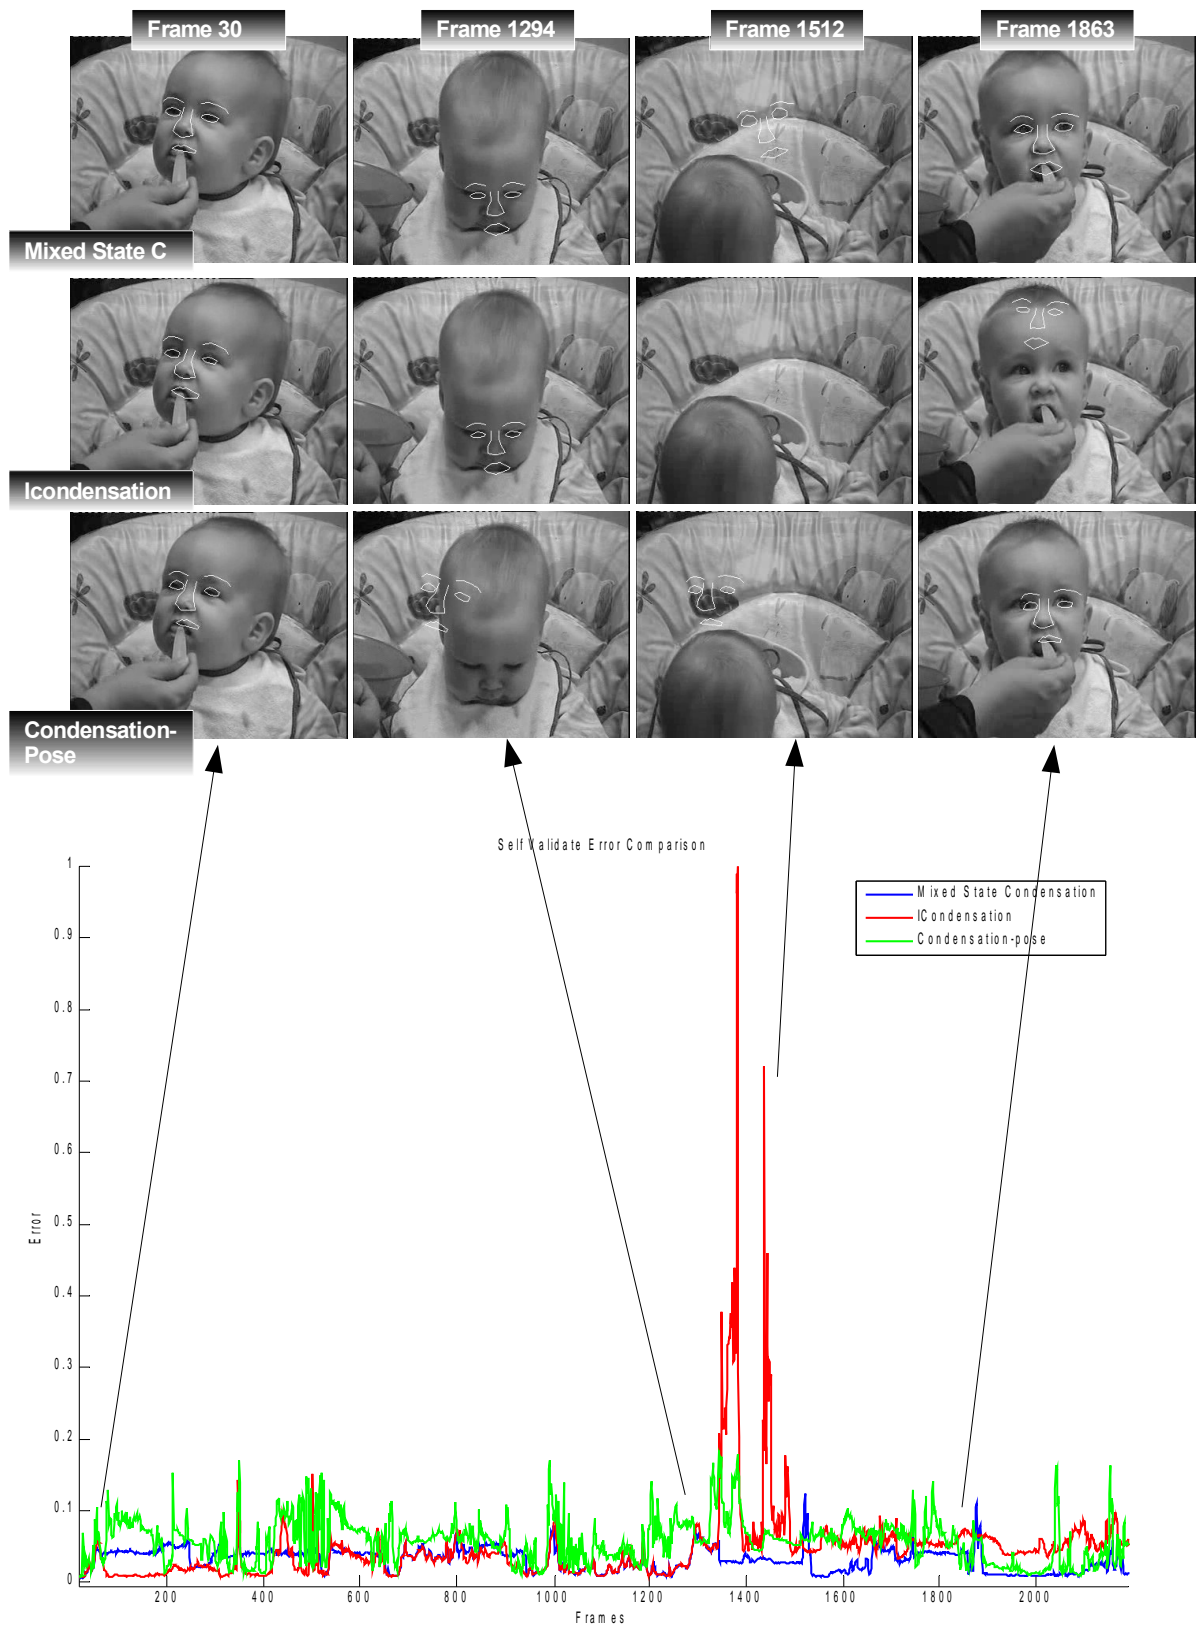 Frame 30
Frame 1294
Frame 1512
Frame 1863
Mixed State C
Icondensation
Condensation-
Pose
Self Validate Error Comparison
1
0.9
0.8
0.7
0.6
0.5
0.4
0.3
0.2
0.1
0
Error
Mixed State Condensation
ICondensation
Condensation-pose
200
400
600
800
1000
1200
1400
1600
1800
2000
Frames